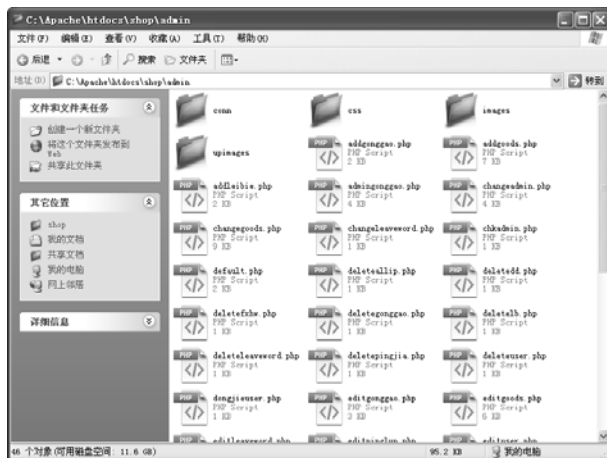 C:\Apache\htdocs\shop\admin
文件(F) 编辑(E) 查看(V) 收藏(A) 工具(T) 帮助(H)
后退 搜索 文件夹
地址(D) C:\Apache\htdocs\shop\admin 转到
文件和文件夹任务
创建一个新文件夹
将这个文件夹发布到
Web
共享此文件夹
其它位置
shop
我的文档
共享文档
我的电脑
网上邻居
详细信息
conn css images
upimages
addgonggao.php
PHP Script
2 KB
addgoods.php
PHP Script
7 KB
addleibie.php
PHP Script
2 KB
admingonggao.php
PHP Script
4 KB
changeadmin.php
PHP Script
4 KB
changegoods.php
PHP Script
9 KB
changeleaveword.php
PHP Script
1 KB
chkadmin.php
PHP Script
1 KB
default.php
PHP Script
2 KB
deleteallip.php
PHP Script
1 KB
deletedd.php
PHP Script
1 KB
deletefxhw.php
PHP Script
1 KB
deletegonggao.php
PHP Script
1 KB
deletelb.php
PHP Script
1 KB
deleteleaveword.php
PHP Script
1 KB
deletepingjia.php
PHP Script
1 KB
deleteuser.php
PHP Script
1 KB
dongjieuser.php
PHP Script
1 KB
editgonggao.php
PHP Script
3 KB
editgoods.php
PHP Script
6 KB
editleaveword.php editpinglun.php edituser.php
46 个对象(可用磁盘空间: 11.6 GB) 95.2 KB 我的电脑